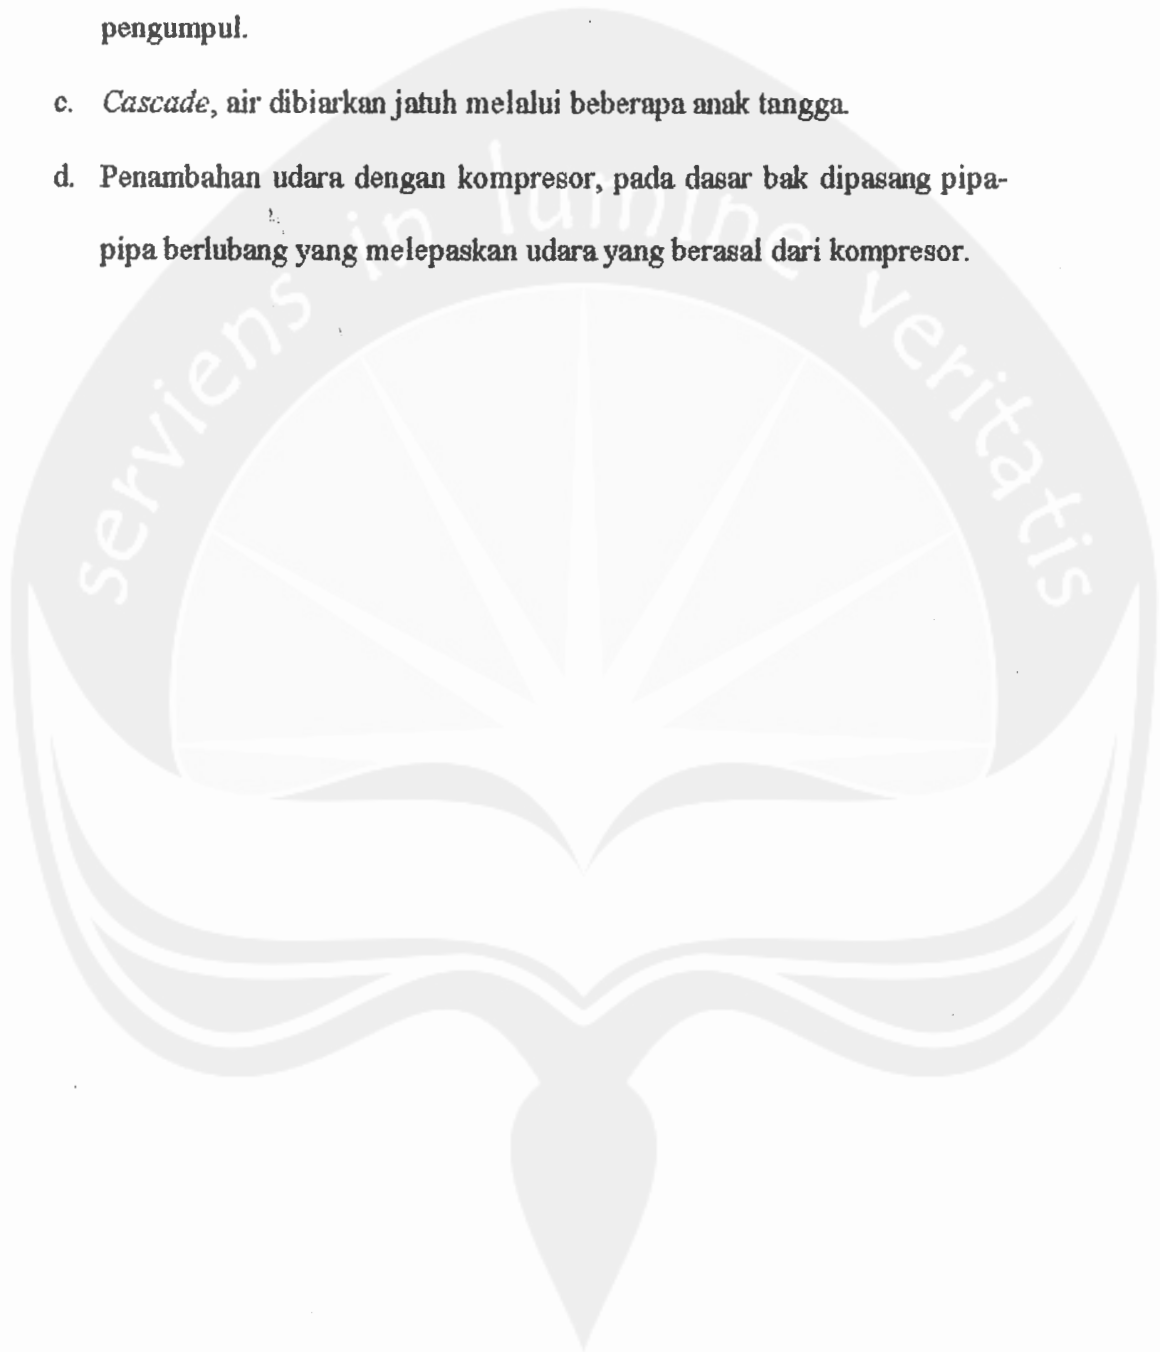 pengumpul.
c. Cascade, air dibiarkan jatuh melalui beberapa anak tangga.
d. Penambahan udara dengan kompresor, pada dasar bak dipasang pipa-
pipa berlubang yang melepaskan udara yang berasal dari kompresor.
serviens in lumine veritatis